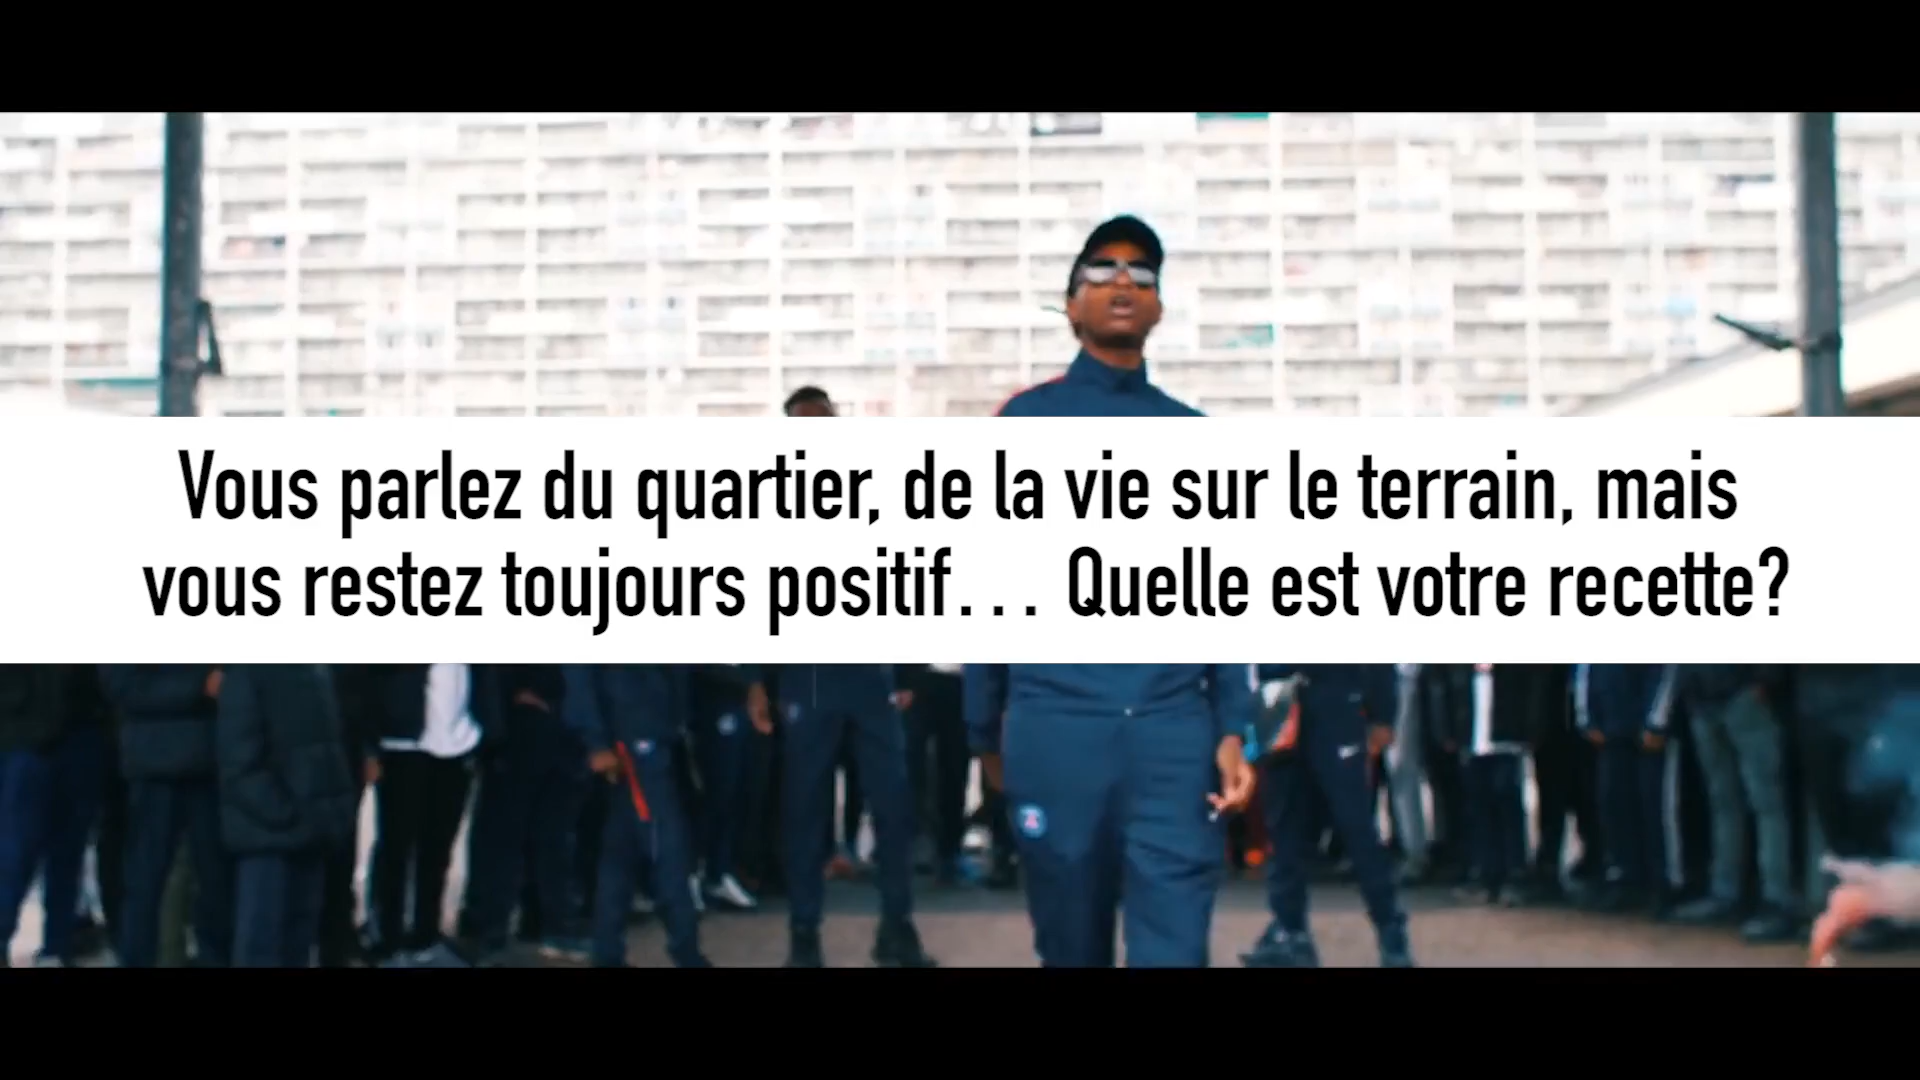 Vous parlez du quartier, de la vie sur le terrain, mais
vous restez toujours positif... Quelle est votre recette?